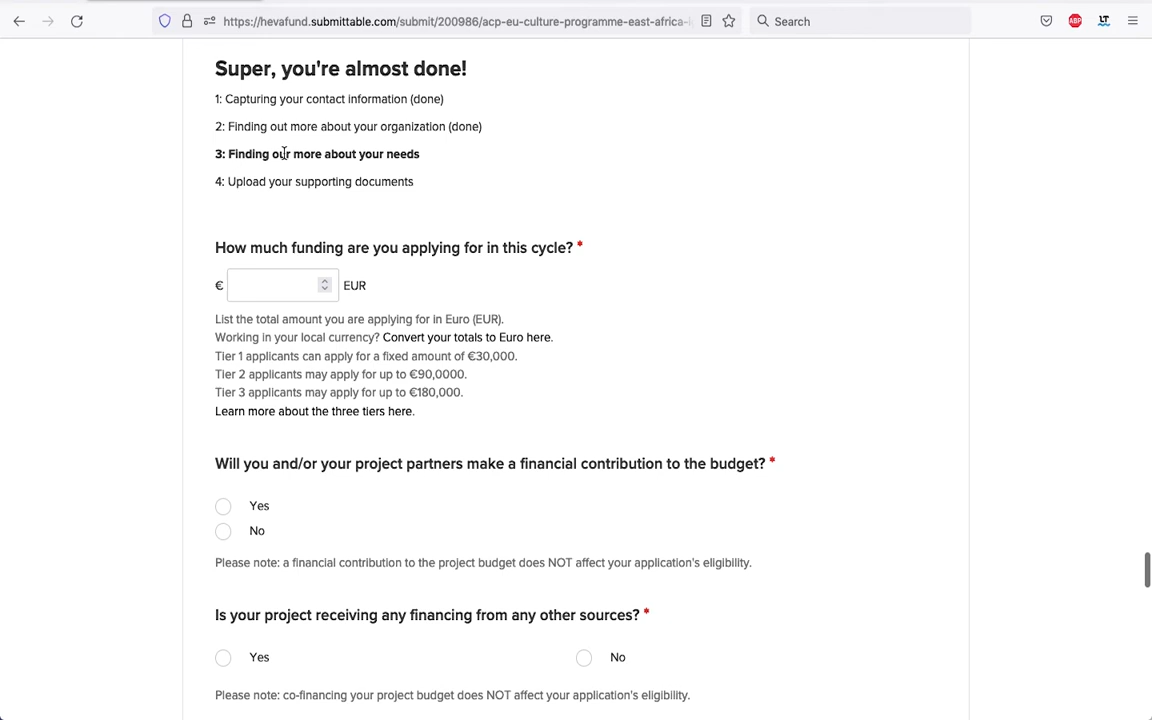 https://hevafund.submittable.com/submit/200986/acp-eu-culture-programme-east-africa-
Search
ABP
LT
Super, you're almost done!
1: Capturing your contact information (done)
2: Finding out more about your organization (done)
3: Finding our more about your needs
4: Upload your supporting documents
How much funding are you applying for in this cycle? *
€ EUR
List the total amount you are applying for in Euro (EUR).
Working in your local currency? Convert your totals to Euro here.
Tier 1 applicants can apply for a fixed amount of €30,000.
Tier 2 applicants may apply for up to €90,0000.
Tier 3 applicants may apply for up to €180,000.
Learn more about the three tiers here.
Will you and/or your project partners make a financial contribution to the budget? *
Yes
No
Please note: a financial contribution to the project budget does NOT affect your application's eligibility.
Is your project receiving any financing from any other sources? *
Yes No
Please note: co-financing your project budget does NOT affect your application's eligibility.